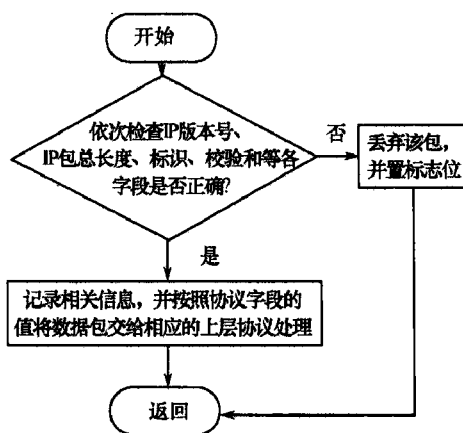 开始
依次检查IP版本号、
IP包总长度、标识、校验和等各
字段是否正确?
否
丢弃该包,
并置标志位
是
记录相关信息，并按照协议字段的
值将数据包交给相应的上层协议处理
返回